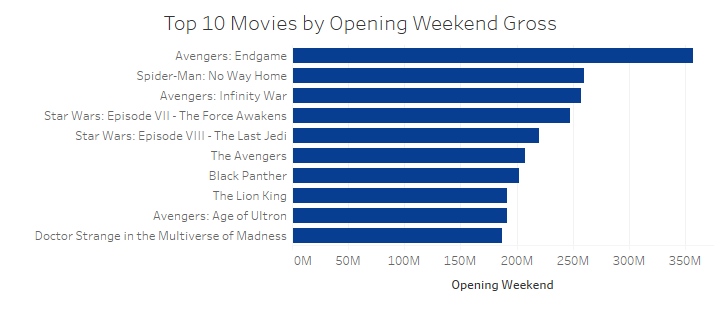 Top 10 Movies by Opening Weekend Gross
Avengers: Endgame
Spider-Man: No Way Home
Avengers: Infinity War
Star Wars: Episode VII - The Force Awakens
Star Wars: Episode VIII - The Last Jedi
The Avengers
Black Panther
The Lion King
Avengers: Age of Ultron
Doctor Strange in the Multiverse of Madness
0M 50M 100M 150M 200M 250M 300M 350M
Opening Weekend